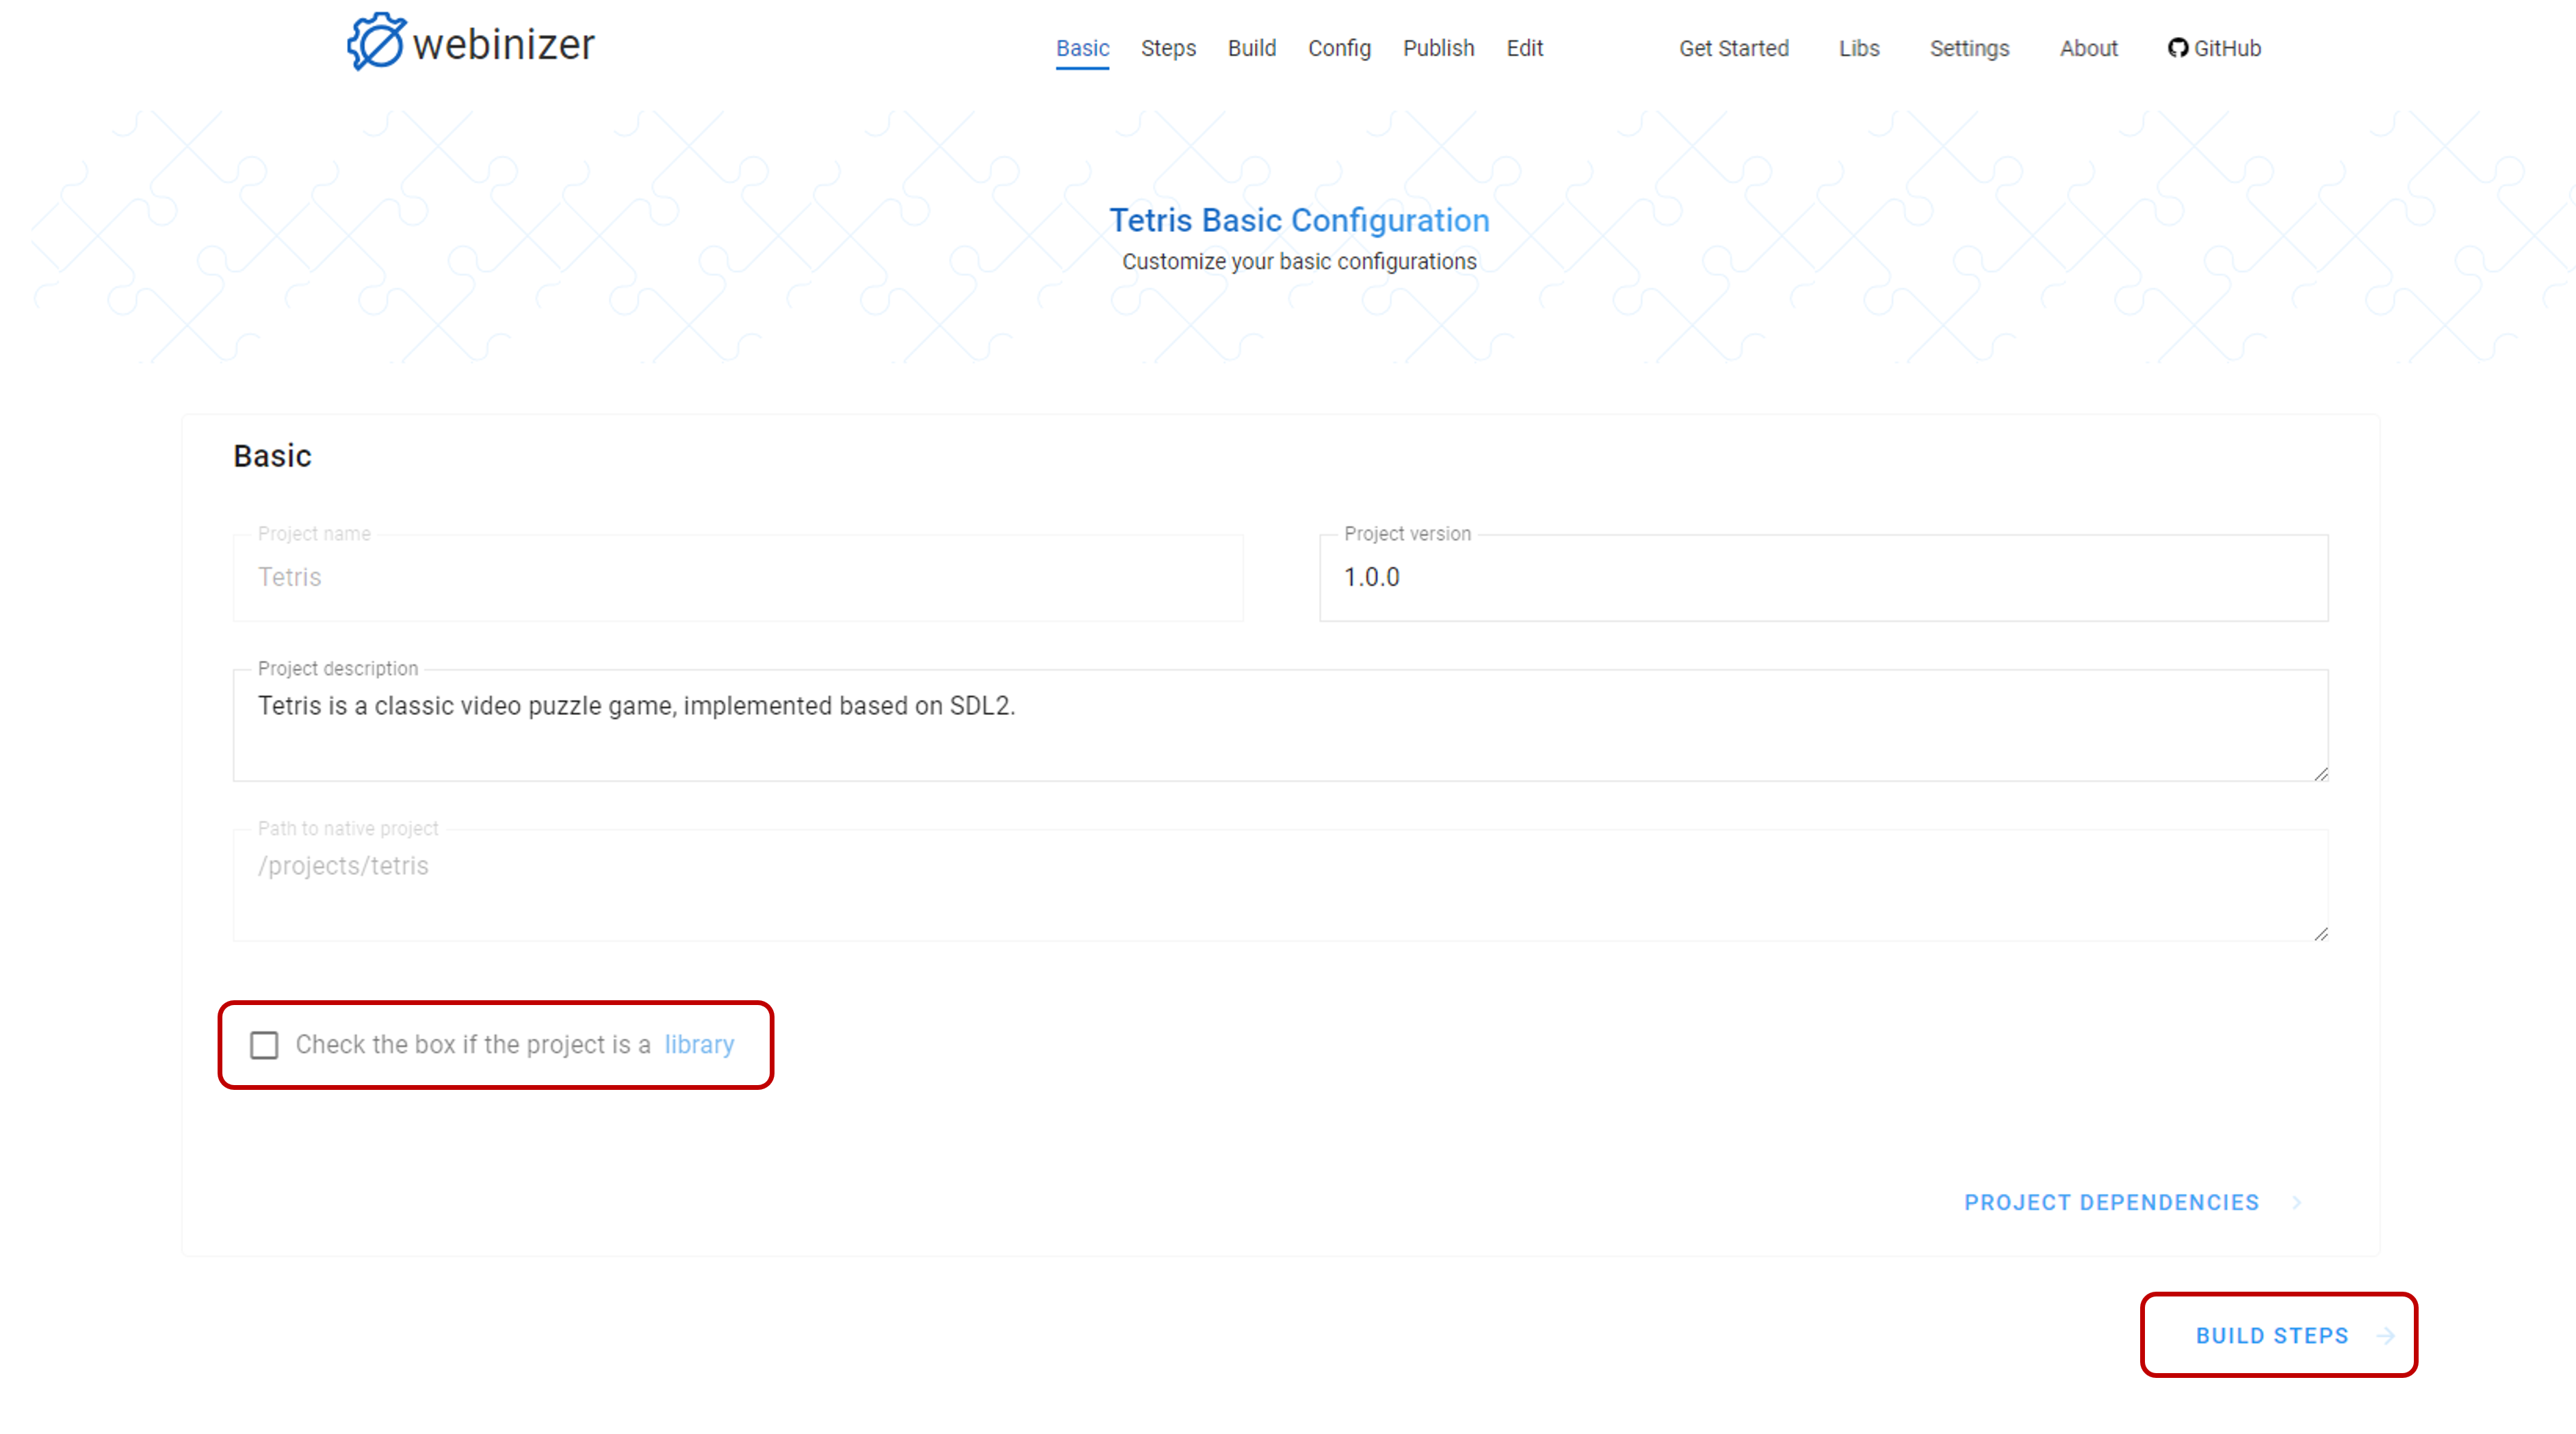 webinizer
Basic Steps Build Config Publish Edit Get Started Libs Settings About GitHub
Tetris Basic Configuration
Customize your basic configurations
Basic
Project name
Tetris
Project version
1.0.0
Project description
Tetris is a classic video puzzle game, implemented based on SDL2.
Path to native project
/projects/tetris
Check the box if the project is a library
PROJECT DEPENDENCIES
BUILD STEPS